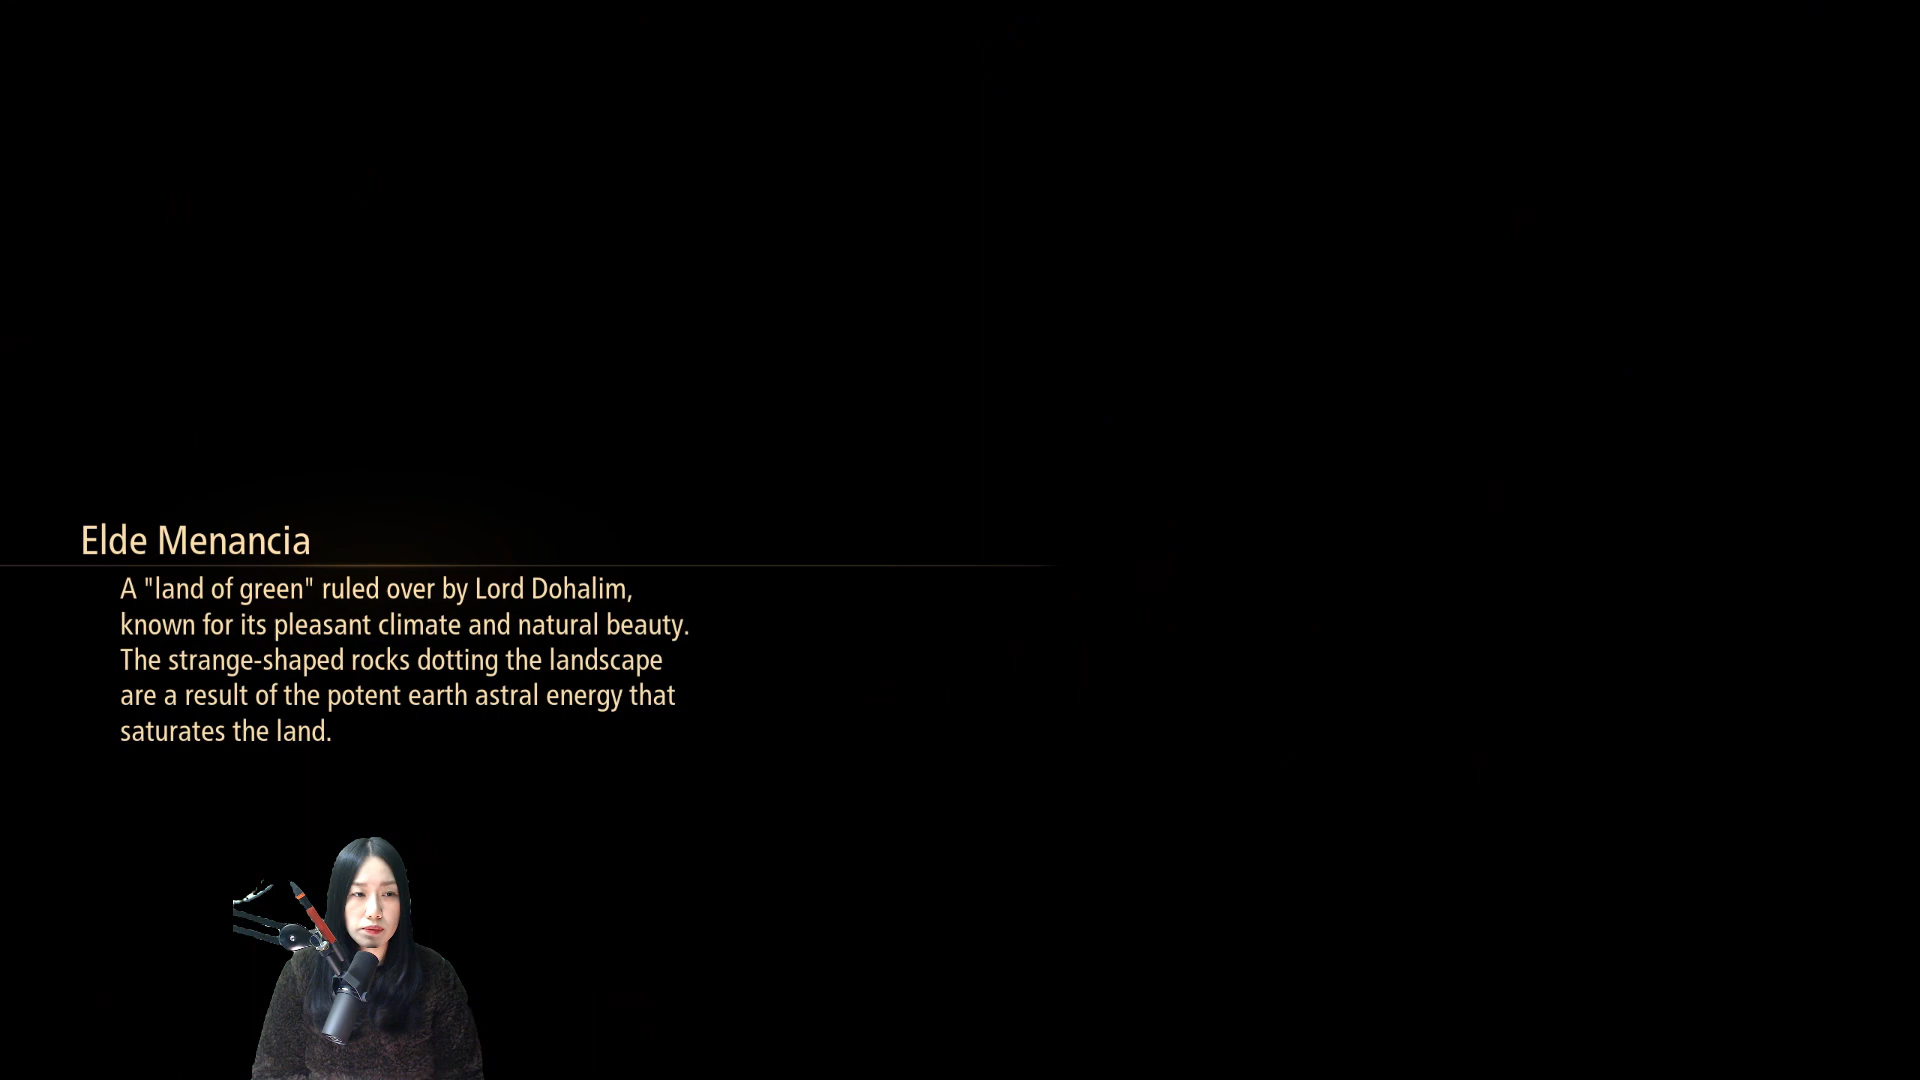 Elde Menancia
A "land of green" ruled over by Lord Dohalim,
known for its pleasant climate and natural beauty.
The strange-shaped rocks dotting the landscape
are a result of the potent earth astral energy that
saturates the land.